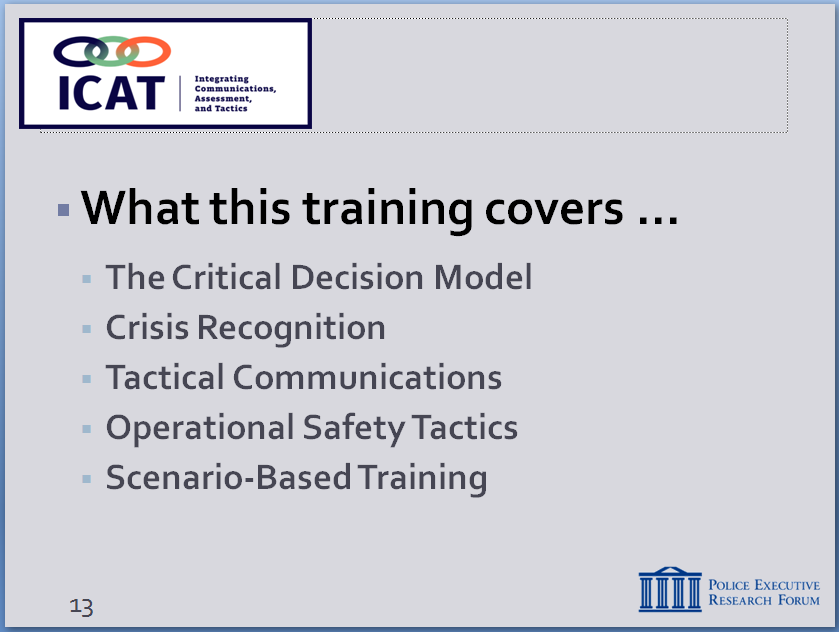 ICAT
Integrating
Communications,
Assessment,
and Tactics
What this training covers ...
The Critical Decision Model
Crisis Recognition
Tactical Communications
Operational Safety Tactics
Scenario-Based Training
13
POLICE EXECUTIVE
RESEARCH FORUM